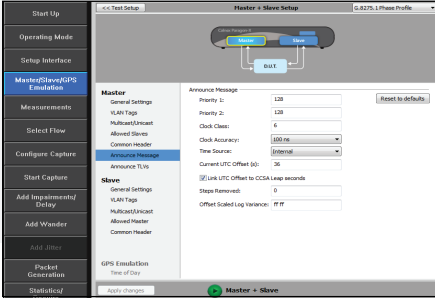 << Test Setup
Master + Slave Setup
G.8275.1 Phase Profile
Start Up
Operating Mode
Setup Interface
Master/Slave/GPS
Emulation
Measurements
Select Flow
Configure Capture
Start Capture
Add Impairments/
Delay
Add Wander
Add Jitter
Packet
Generation
Statistics/
Calnex Paragon-X
Master
Slave
D.U.T.
Master
General Settings
VLAN Tags
Multicast/Unicast
Allowed Slaves
Common Header
Announce Message
Announce TLVs
Slave
General Settings
VLAN Tags
Multicast/Unicast
Allowed Master
Common Header
GPS Emulation
Time of Day
Announce Message
Priority 1:
128
Reset to defaults
Priority 2:
128
Clock Class:
6
Clock Accuracy:
100 ns
Time Source:
Internal
Current UTC Offset (s):
36
Link UTC Offset to CCSA Leap seconds
Steps Removed:
0
Offset Scaled Log Variance:
ff ff
Apply changes
Master + Slave